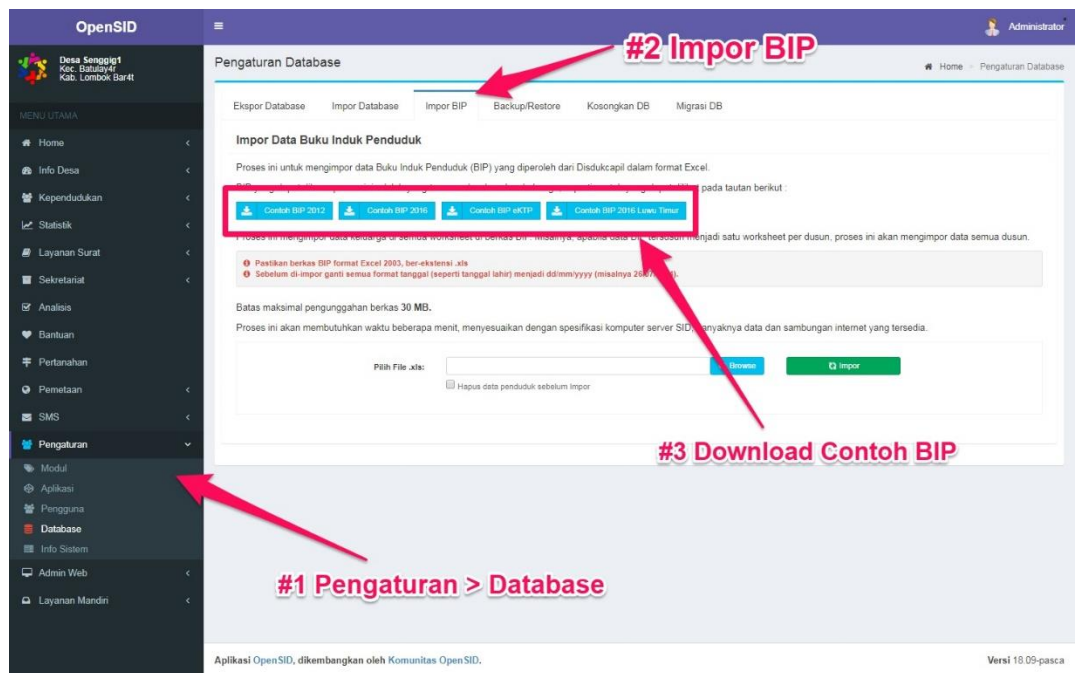 OpenSID
Administrator
#2 Impor BIP
Desa Senggig1
Kec. Batulay4r
Kab. Lombok Bar4t
Pengaturan Database
Home
Pengaturan Database
MENU UTAMA
Home
Info Desa
Kependudukan
Statistik
Layanan Surat
Sekretariat
Analisis
Bantuan
Pertanahan
Pemetaan
SMS
Pengaturan
Modul
Aplikasi
Pengguna
Database
Info Sistem
Admin Web
Layanan Mandiri
Ekspor Database Impor Database Impor BIP Backup/Restore Kosongkan DB Migrasi DB
Impor Data Buku Induk Penduduk
Proses ini untuk mengimpor data Buku Induk Penduduk (BIP) yang diperoleh dari Disdukcapil dalam format Excel.
pada tautan berikut :
Contoh BIP 2012 Contoh BIP 2016 Contoh BIP eKTP Contoh BIP 2016 Luwu Timur
Proses ini mengimpor data keluarga di semua worksheet di berkas BIP. Misalnya, apabila data BIP tersusun menjadi satu worksheet per dusun, proses ini akan mengimpor data semua dusun.
Pastikan berkas BIP format Excel 2003, ber-ekstensi .xls
Sebelum di-impor ganti semua format tanggal (seperti tanggal lahir) menjadi dd/mm/yyyy (misalnya
Batas maksimal pengunggahan berkas 30 MB.
Proses ini akan membutuhkan waktu beberapa menit, menyesuaikan dengan spesifikasi komputer server SID, banyaknya data dan sambungan internet yang tersedia.
Pilih File .xls:
Browse
Impor
Hapus data penduduk sebelum Impor
#3 Download Contoh BIP
#1 Pengaturan > Database
Aplikasi OpenSID, dikembangkan oleh Komunitas OpenSID.
Versi 18.09-pasca